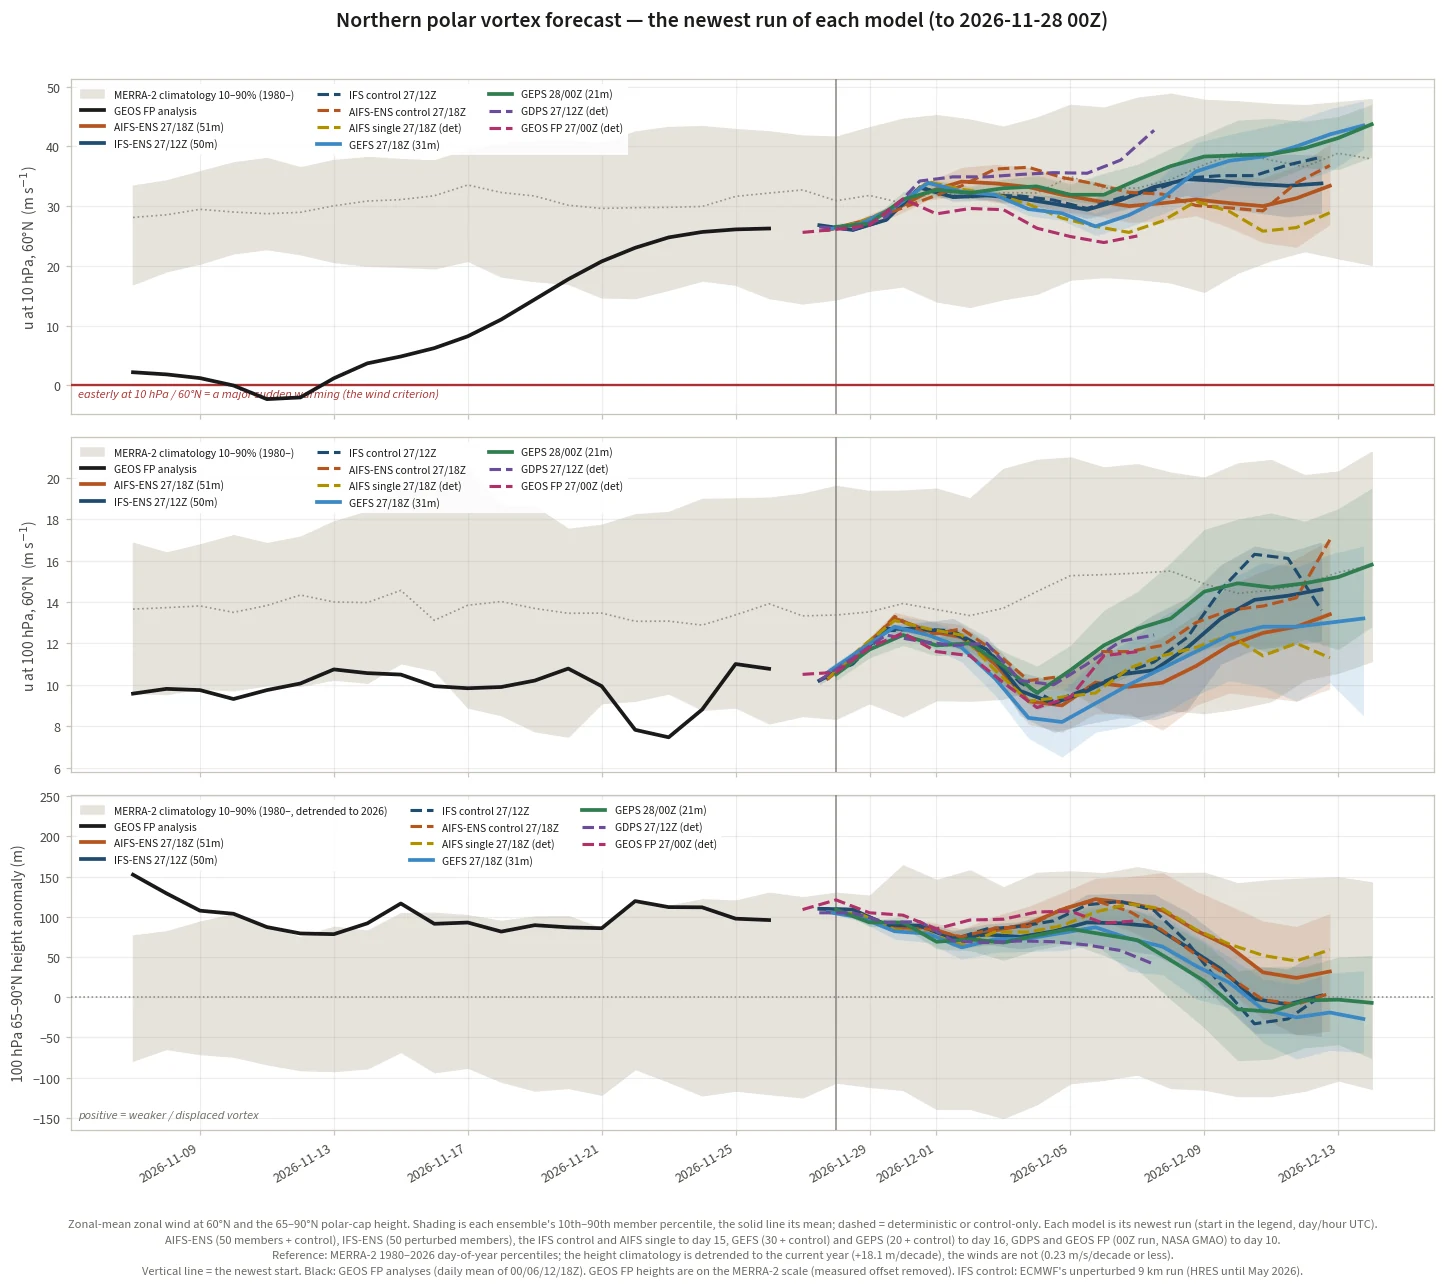 Northern polar vortex forecast — the newest run of each model (to 2026-11-28 00Z)
u at 10 hPa, 60°N (m s⁻¹)
50
40
30
20
10
0
MERRA-2 climatology 10–90% (1980–)
GEOS FP analysis
AIFS-ENS 27/18Z (51m)
IFS-ENS 27/12Z (50m)
IFS control 27/12Z
AIFS-ENS control 27/18Z
AIFS single 27/18Z (det)
GEFS 27/18Z (31m)
GEPS 28/00Z (21m)
GDPS 27/12Z (det)
GEOS FP 27/00Z (det)
easterly at 10 hPa / 60°N = a major sudden warming (the wind criterion)
u at 100 hPa, 60°N (m s⁻¹)
20
18
16
14
12
10
8
6
MERRA-2 climatology 10–90% (1980–)
GEOS FP analysis
AIFS-ENS 27/18Z (51m)
IFS-ENS 27/12Z (50m)
IFS control 27/12Z
AIFS-ENS control 27/18Z
AIFS single 27/18Z (det)
GEFS 27/18Z (31m)
GEPS 28/00Z (21m)
GDPS 27/12Z (det)
GEOS FP 27/00Z (det)
100 hPa 65–90°N height anomaly (m)
250
200
150
100
50
0
−50
−100
−150
MERRA-2 climatology 10–90% (1980–, detrended to 2026)
GEOS FP analysis
AIFS-ENS 27/18Z (51m)
IFS-ENS 27/12Z (50m)
IFS control 27/12Z
AIFS-ENS control 27/18Z
AIFS single 27/18Z (det)
GEFS 27/18Z (31m)
GEPS 28/00Z (21m)
GDPS 27/12Z (det)
GEOS FP 27/00Z (det)
positive = weaker / displaced vortex
2026-11-09
2026-11-13
2026-11-17
2026-11-21
2026-11-25
2026-11-29
2026-12-01
2026-12-05
2026-12-09
2026-12-13
Zonal-mean zonal wind at 60°N and the 65–90°N polar-cap height. Shading is each ensemble's 10th–90th member percentile, the solid line its mean; dashed = deterministic or control-only. Each model is its newest run (start in the legend, day/hour UTC).
AIFS-ENS (50 members + control), IFS-ENS (50 perturbed members), the IFS control and AIFS single to day 15, GEFS (30 + control) and GEPS (20 + control) to day 16, GDPS and GEOS FP (00Z run, NASA GMAO) to day 10.
Reference: MERRA-2 1980–2026 day-of-year percentiles; the height climatology is detrended to the current year (+18.1 m/decade), the winds are not (0.23 m/s/decade or less).
Vertical line = the newest start. Black: GEOS FP analyses (daily mean of 00/06/12/18Z). GEOS FP heights are on the MERRA-2 scale (measured offset removed). IFS control: ECMWF's unperturbed 9 km run (HRES until May 2026).